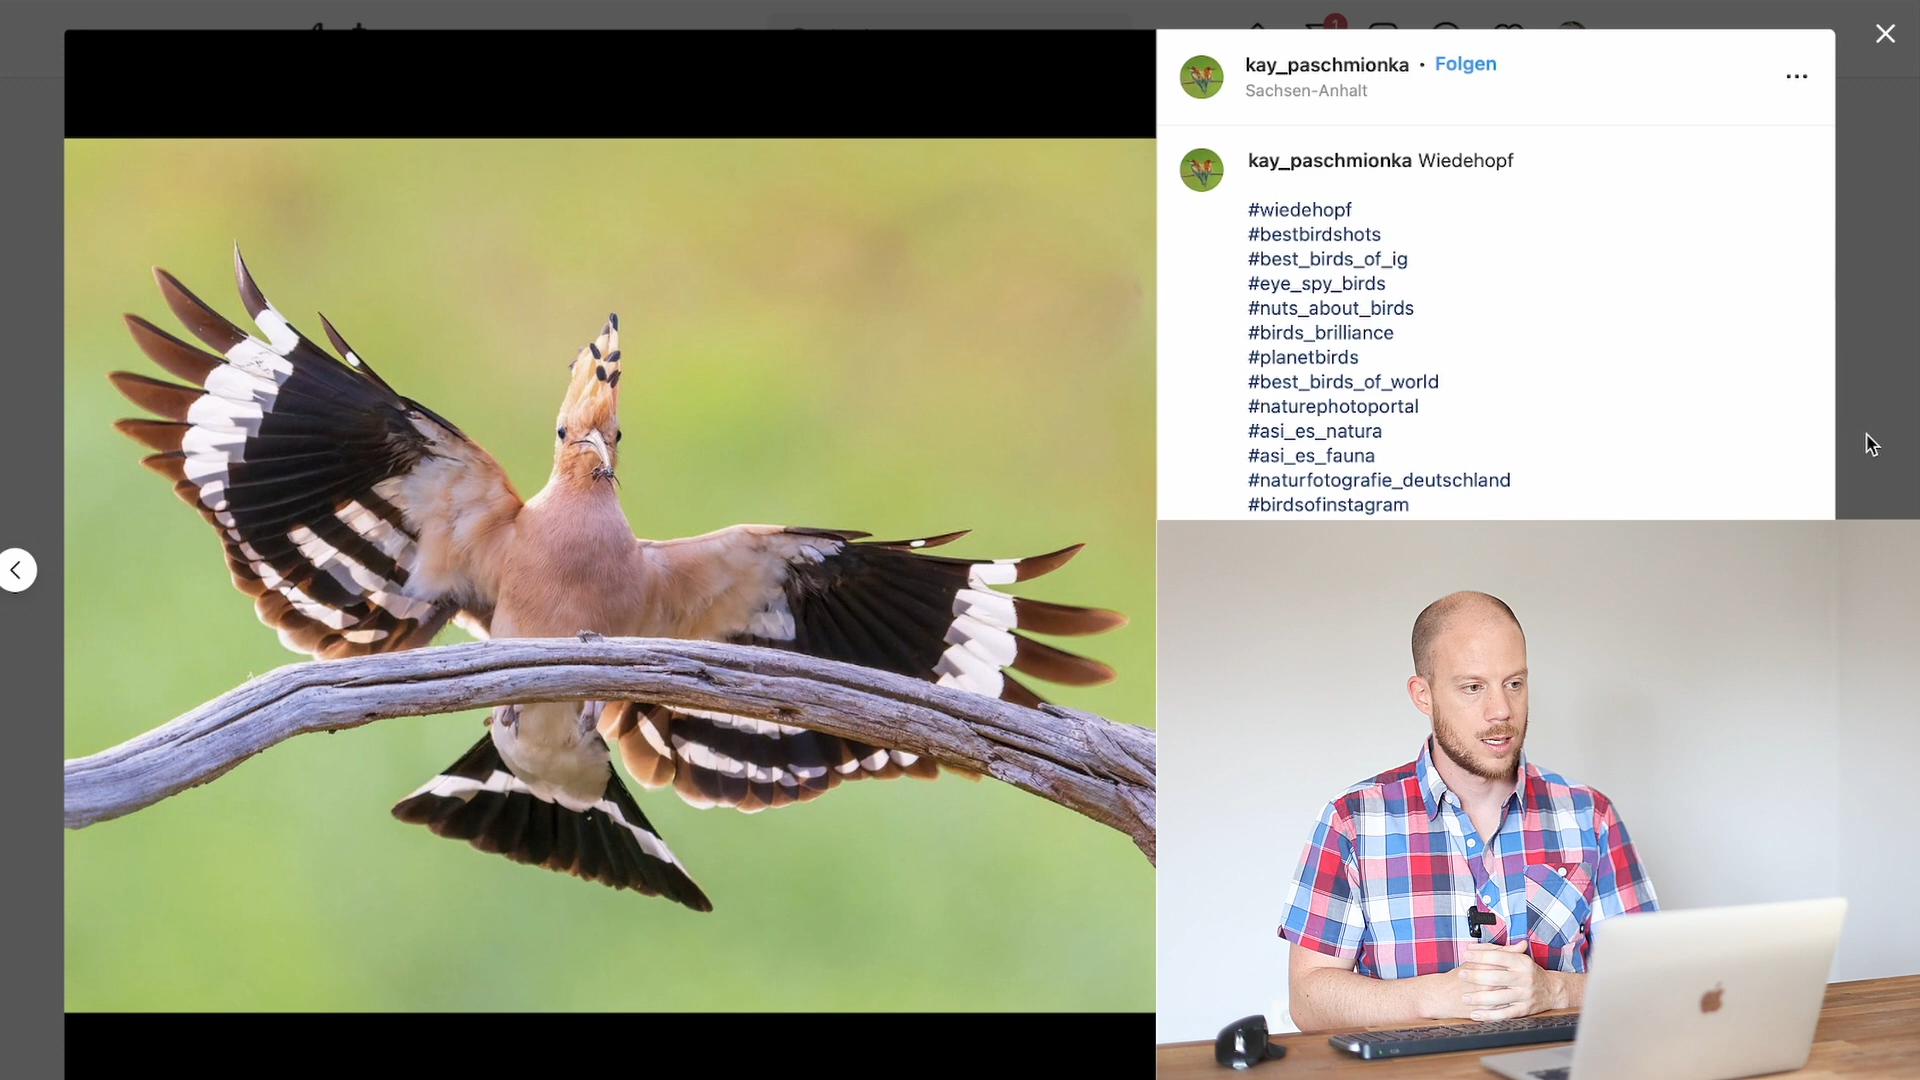 1
kay_paschmionka • Folgen
Sachsen-Anhalt
kay_paschmionka Wiedehopf
#wiedehopf
#bestbirdshots
#best_birds_of_ig
#eye_spy_birds
#nuts_about_birds
#birds_brilliance
#planetbirds
#best_birds_of_world
#naturephotoportal
#asi_es_natura
#asi_es_fauna
#naturfotografie_deutschland
#birdsofinstagram